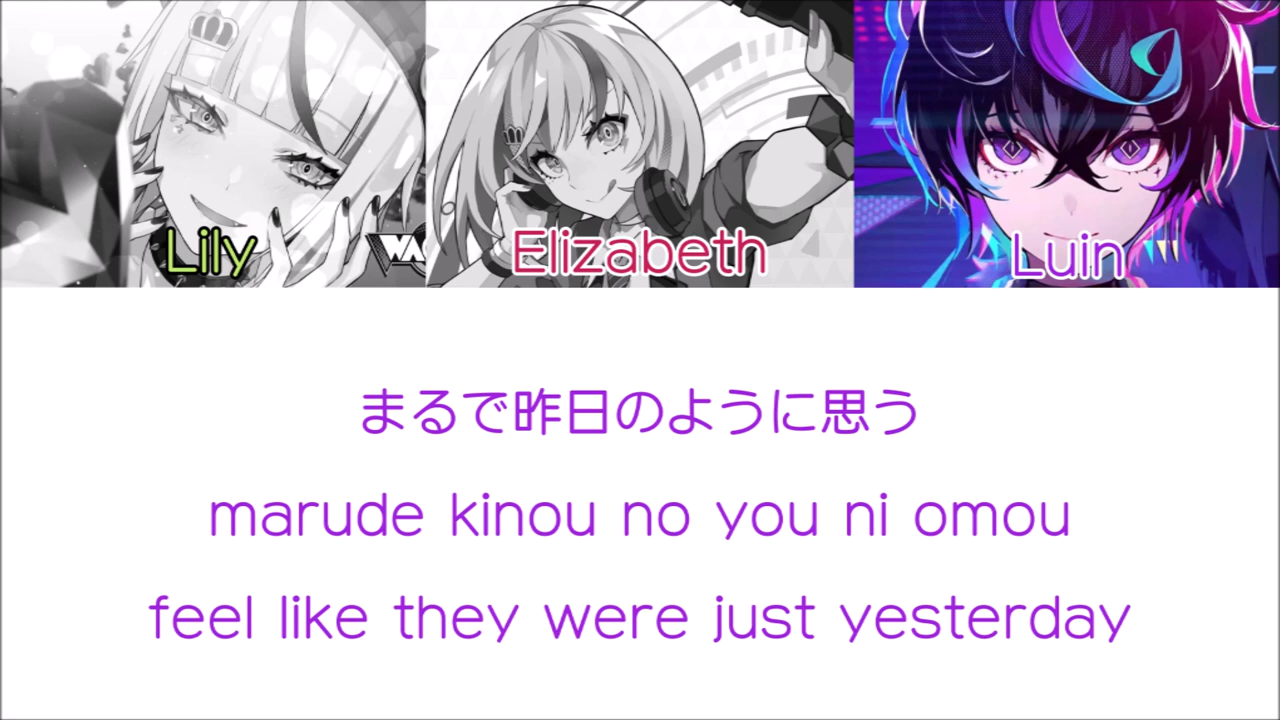 Lily
Elizabeth
Luin
まるで昨日のように思う
marude kinou no you ni omou
feel like they were just yesterday